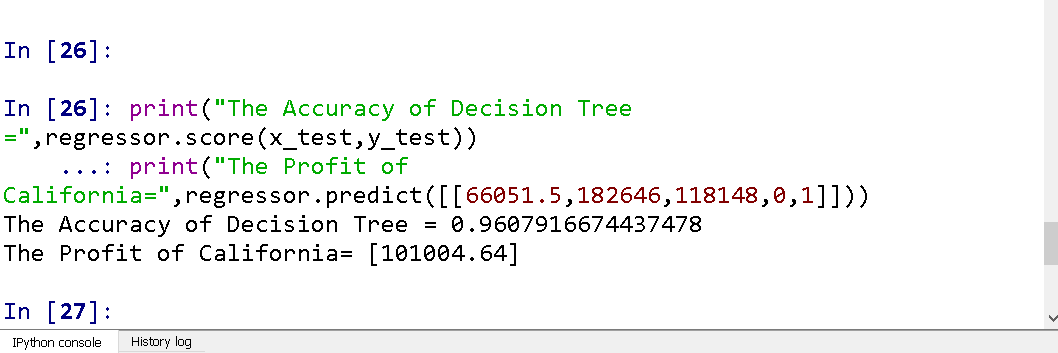 In [26]:
In [26]: print("The Accuracy of Decision Tree
=",regressor.score(x_test,y_test))
...: print("The Profit of
California=",regressor.predict([[66051.5,182646,118148,0,1]]))
The Accuracy of Decision Tree = 0.9607916674437478
The Profit of California= [101004.64]
In [27]:
IPython console History log